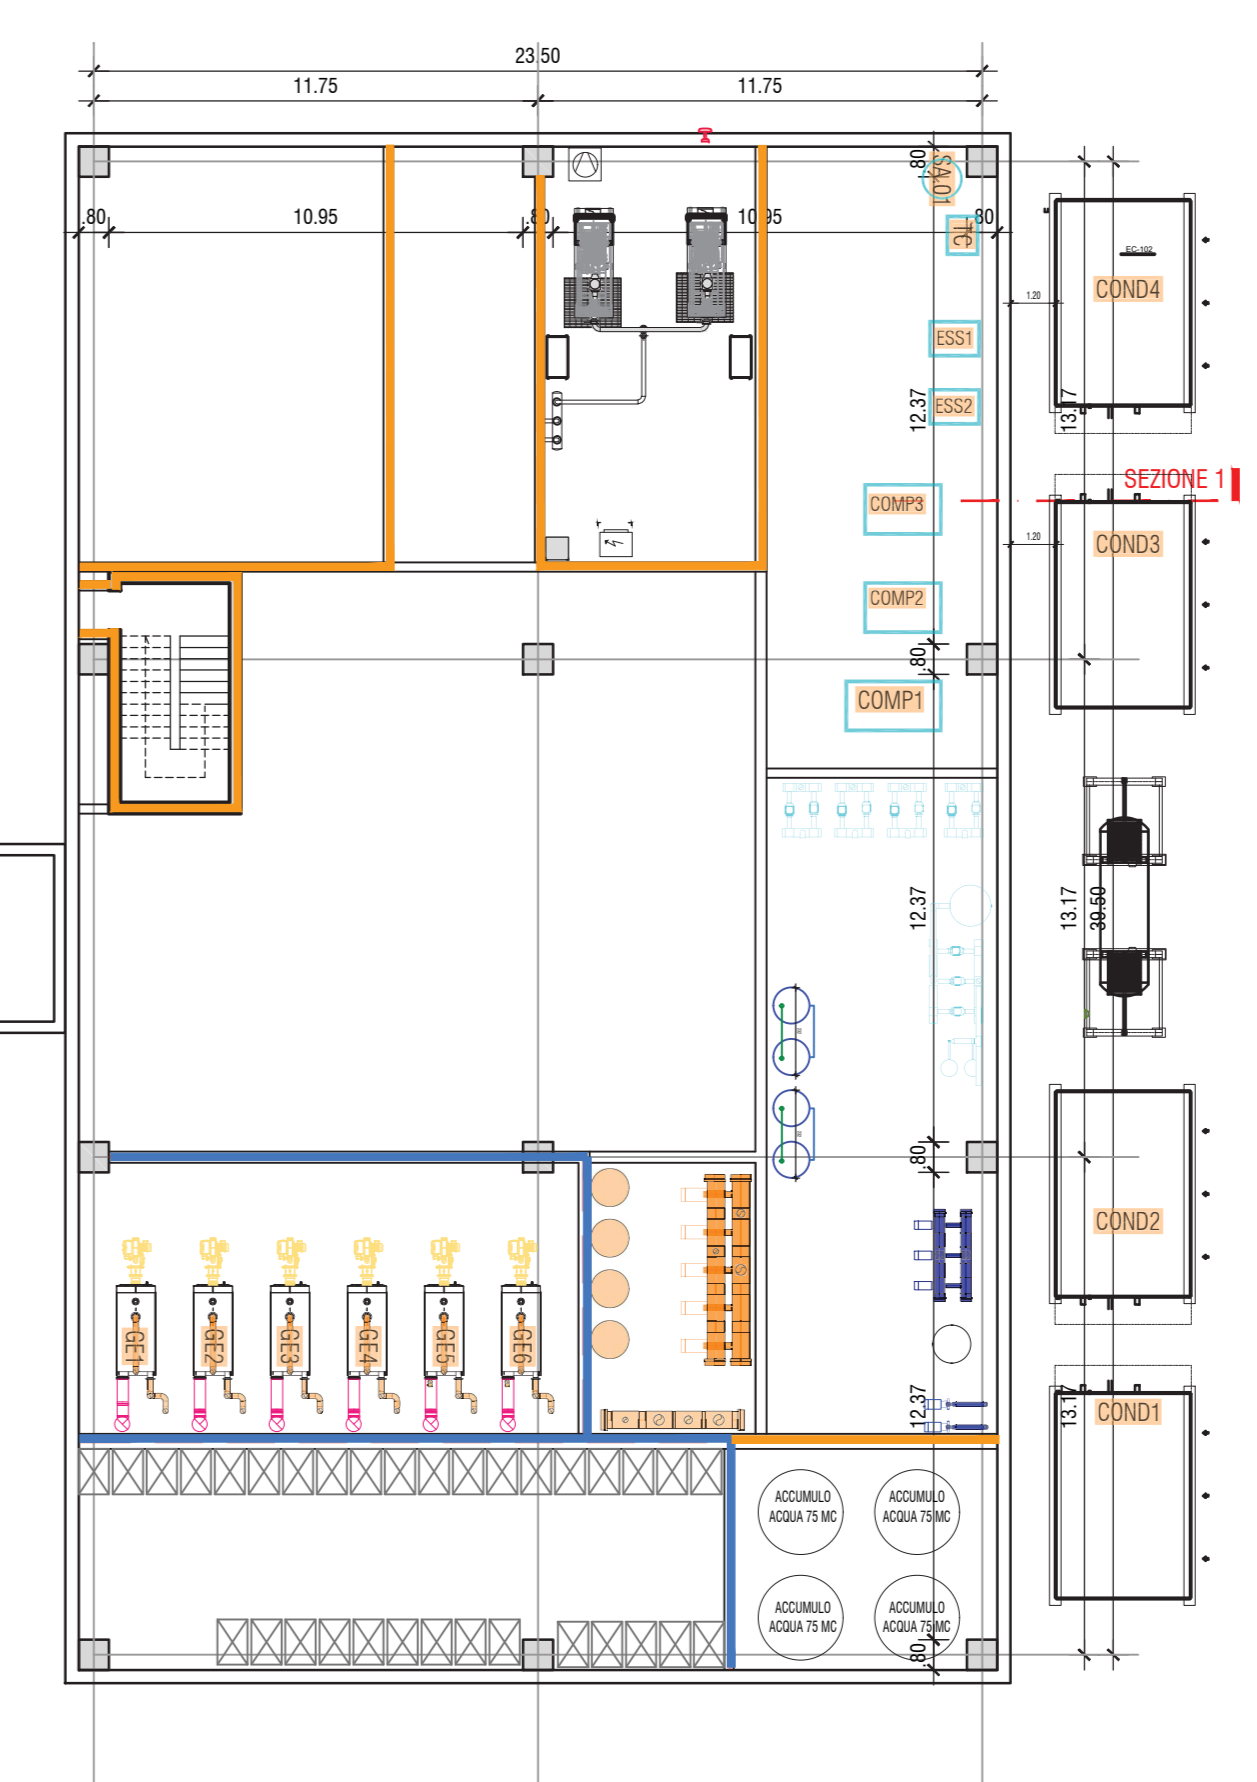 23.50
11.75
11.75
.80
SA.01
.80
10.95
.80
10.95
.80
TC
EC-102
COND4
1.20
ESS1
12.37
ESS2
13.17
SEZIONE 1
COMP3
COND3
1.20
COMP2
.80
COMP1
12.37
13.17
39.50
.80
COND2
GE1
GE2
GE3
GE4
GE5
GE6
12.37
13.17
COND1
ACCUMULO
ACQUA 75 MC
ACCUMULO
ACQUA 75 MC
ACCUMULO
ACQUA 75 MC
ACCUMULO
ACQUA 75 MC
.80